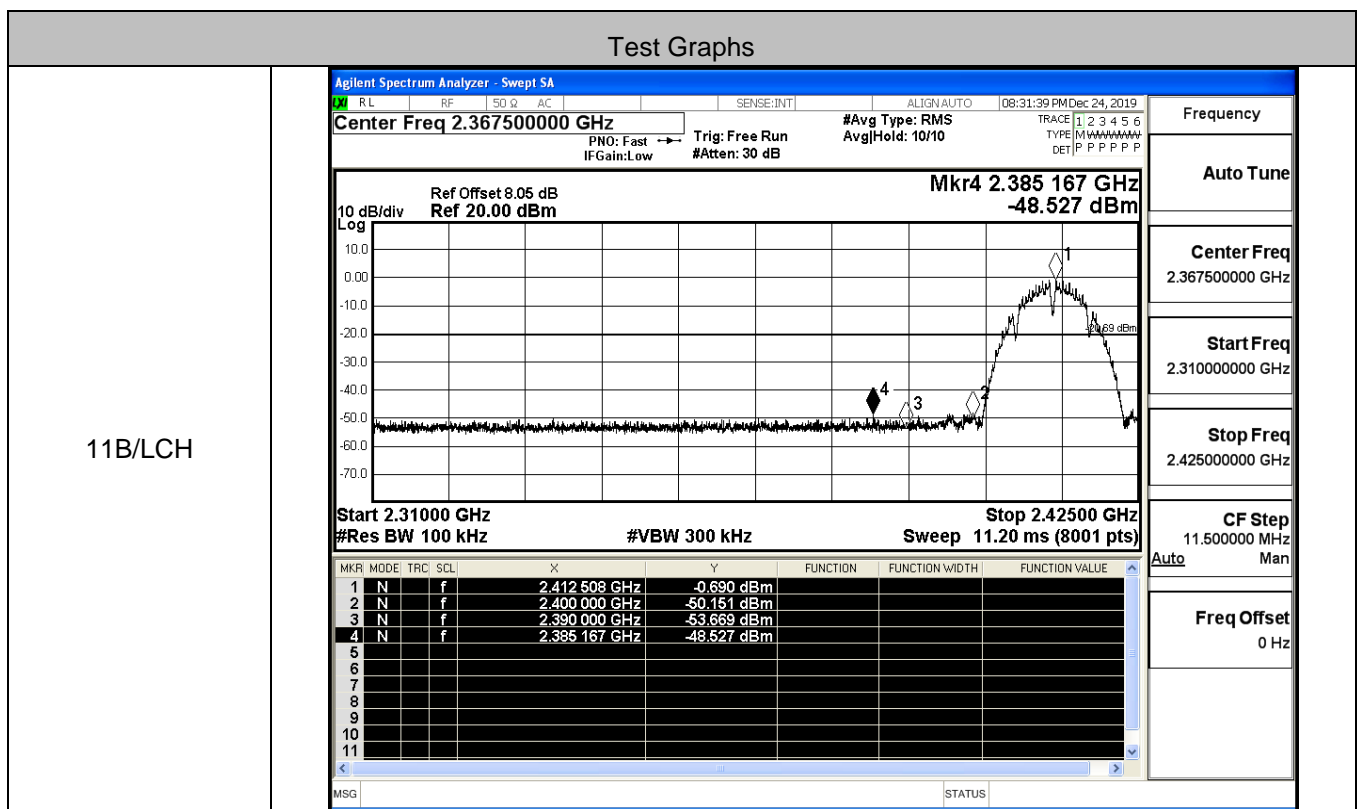 Test Graphs
11B/LCH
Agilent Spectrum Analyzer - Swept SA
LXI RL RF 50 Ω AC SENSE:INT ALIGN AUTO 08:31:39 PM Dec 24, 2019
Center Freq 2.367500000 GHz
PNO: Fast
IFGain:Low
Trig: Free Run
#Atten: 30 dB
#Avg Type: RMS
Avg|Hold: 10/10
TRACE 1 2 3 4 5 6
TYPE M W W W W W
DET P P P P P P
Mkr4 2.385 167 GHz
-48.527 dBm
Ref Offset 8.05 dB
10 dB/div Ref 20.00 dBm
Log
10.0
0.00
-10.0
-20.0
-30.0
-40.0
-50.0
-60.0
-70.0
1
-20.69 dBm
4
3
2
Start 2.31000 GHz Stop 2.42500 GHz
#Res BW 100 kHz #VBW 300 kHz Sweep 11.20 ms (8001 pts)
MKR MODE TRC SCL X Y FUNCTION FUNCTION WIDTH FUNCTION VALUE
1 N f 2.412 508 GHz -0.690 dBm
2 N f 2.400 000 GHz -50.151 dBm
3 N f 2.390 000 GHz -53.669 dBm
4 N f 2.385 167 GHz -48.527 dBm
5
6
7
8
9
10
11
MSG STATUS
Frequency
Auto Tune
Center Freq
2.367500000 GHz
Start Freq
2.310000000 GHz
Stop Freq
2.425000000 GHz
CF Step
11.500000 MHz
Auto Man
Freq Offset
0 Hz